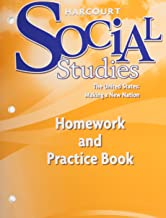 HARCOURT
SOCIAL
Studies
The United States:
Making a New Nation
Homework
and
Practice Book